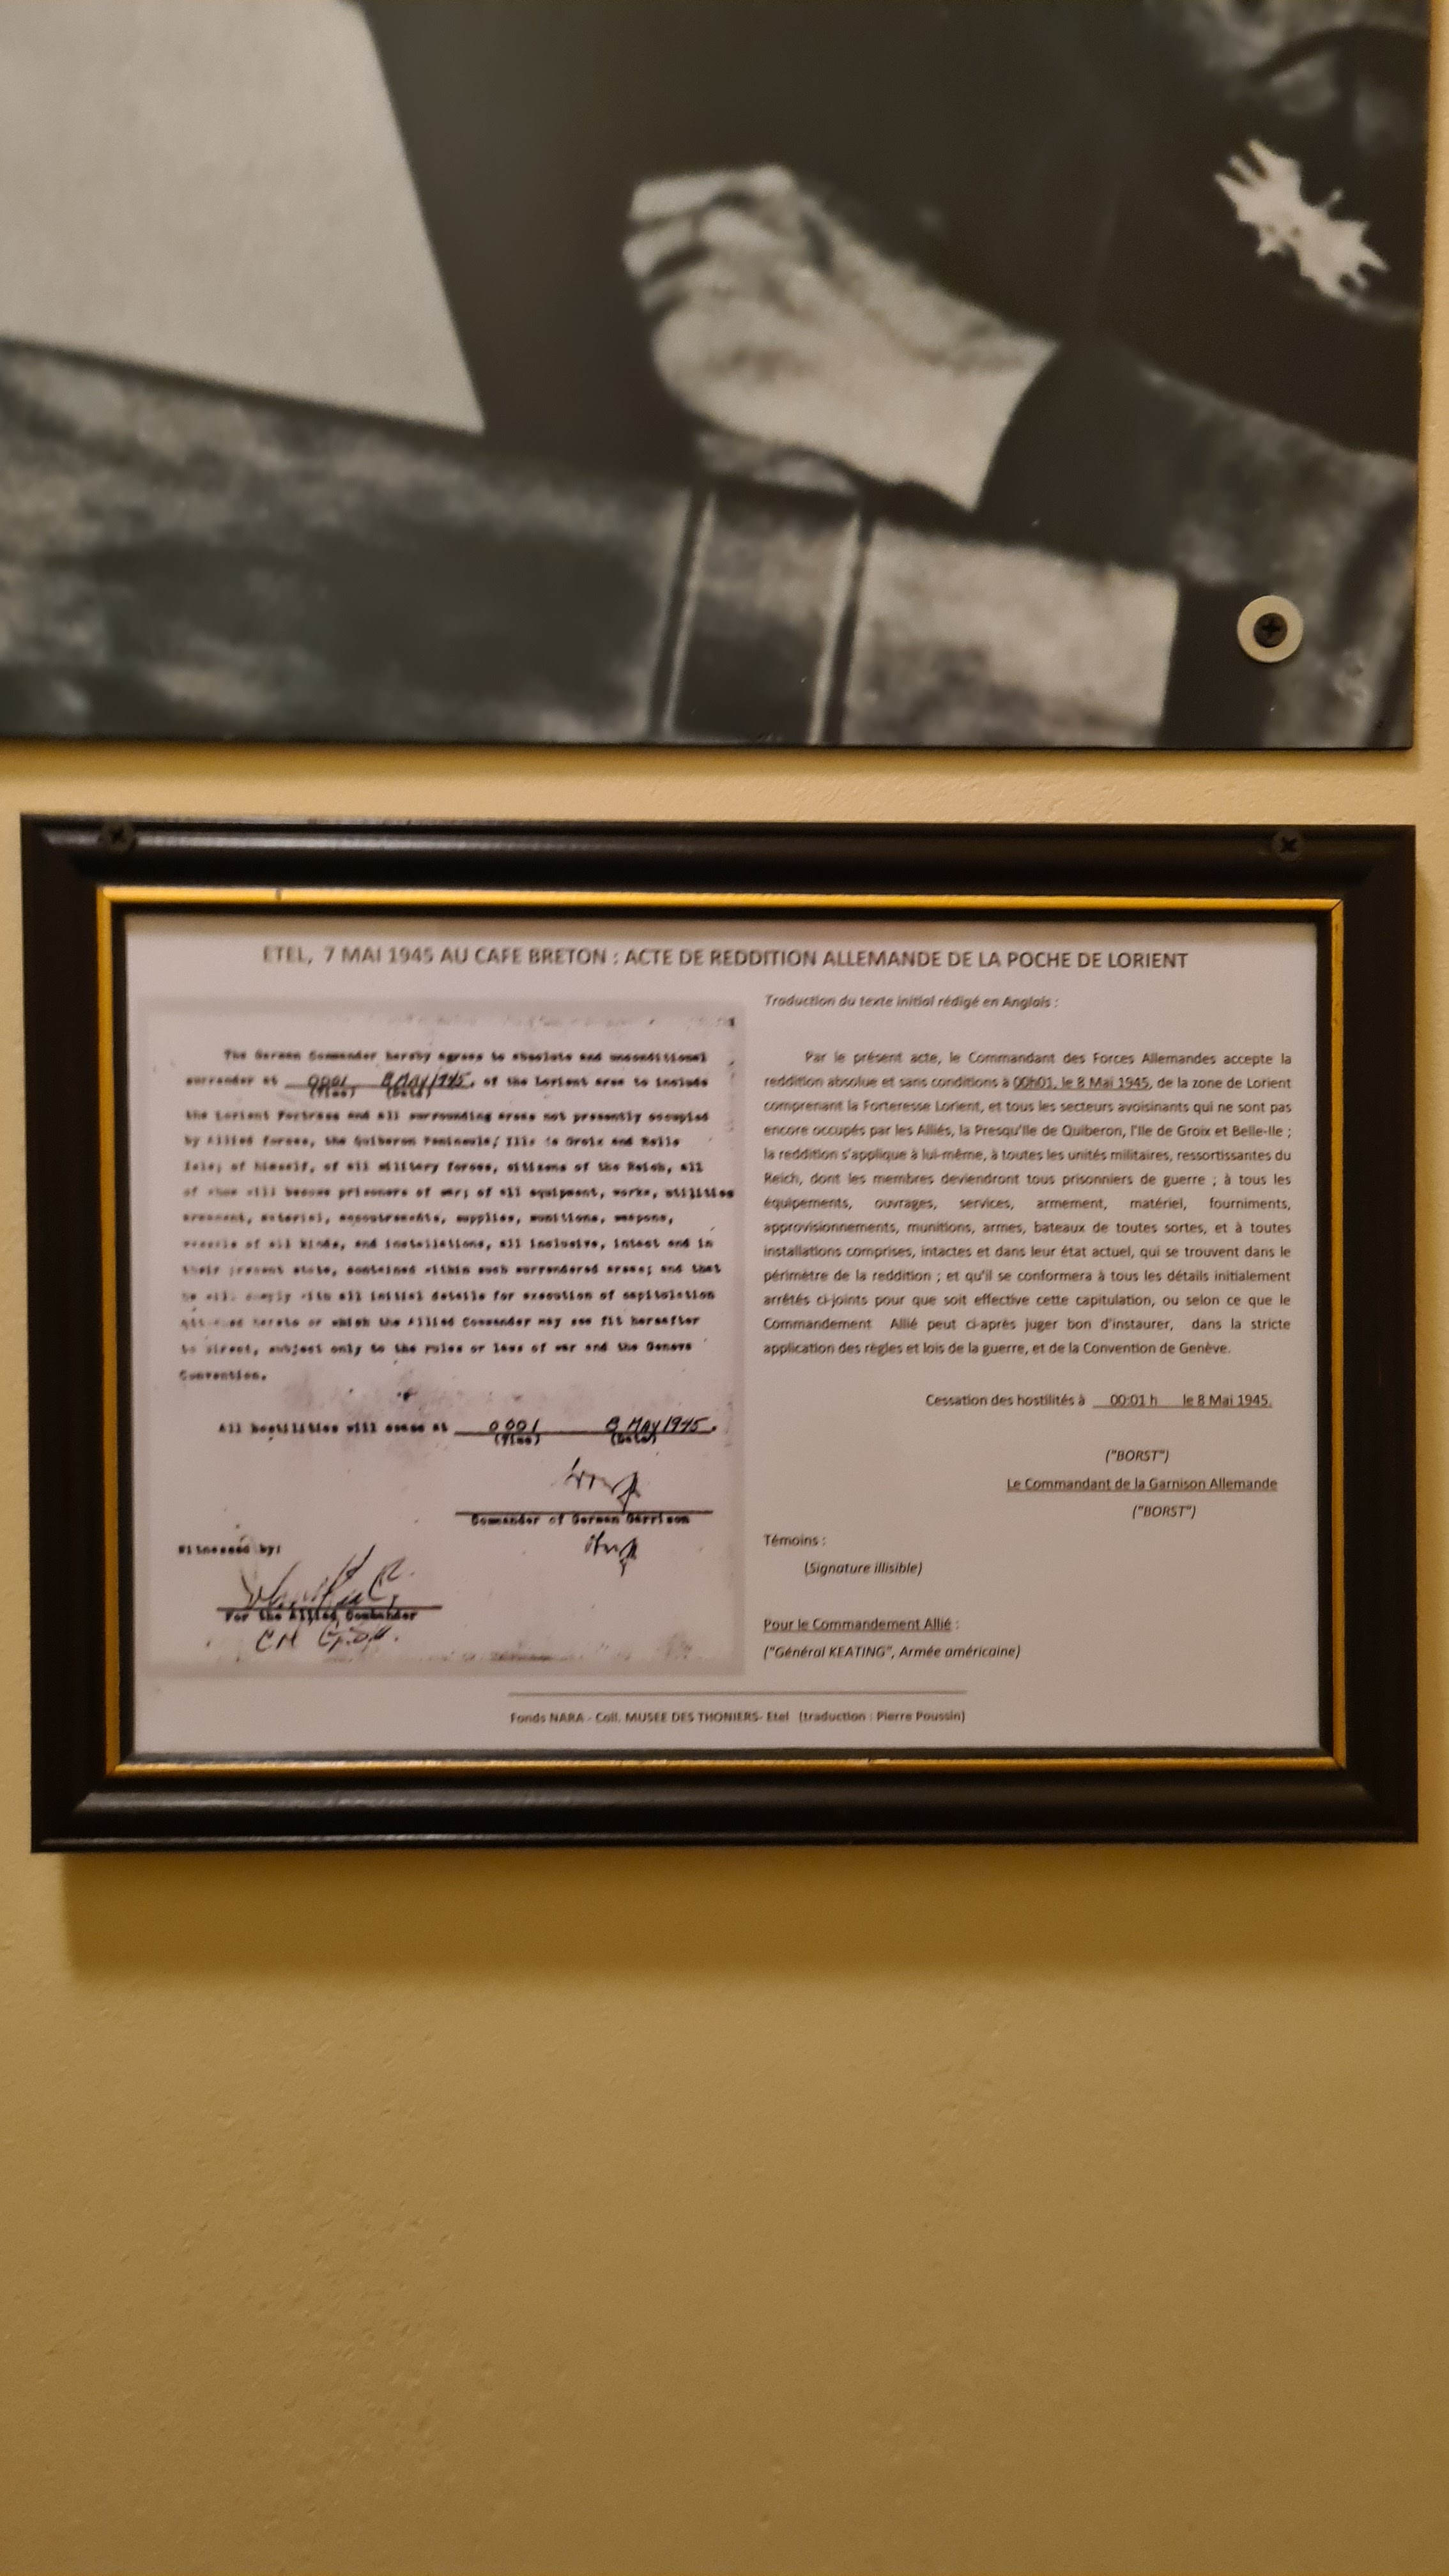 ETEL, 7 MAI 1945 AU CAFE BRETON : ACTE DE REDDITION ALLEMANDE DE LA POCHE DE LORIENT
The German Commander hereby agrees to absolute and unconditional
surrender at 0001 8 May 1945, of the Lorient area to include
(Time) (Date)
the Lorient Fortress and all surrounding areas not presently occupied
by Allied forces, the Quiberon Peninsula, Ille de Groix and Belle
Isle; of himself, of all military forces, citizens of the Reich, all
of whom will become prisoners of war; of all equipment, works, utilities
armament, material, accoutrements, supplies, munitions, weapons,
vessels of all kinds, and installations, all inclusive, intact and in
their present state, contained within such surrendered areas; and that
he will comply with all initial details for execution of capitulation
attached hereto or which the Allied Commander may see fit hereafter
to direct, subject only to the rules or laws of war and the Geneva
Convention.
All hostilities will cease at 0001 8 May 1945.
(Time) (Date)
Commander of German Garrison
Witnessed by:
For the Allied Commander
Traduction du texte initial rédigé en Anglais :
Par le présent acte, le Commandant des Forces Allemandes accepte la
reddition absolue et sans conditions à 00h01, le 8 Mai 1945, de la zone de Lorient
comprenant la Forteresse Lorient, et tous les secteurs avoisinants qui ne sont pas
encore occupés par les Alliés, la Presqu'Ile de Quiberon, l'Ile de Groix et Belle-Ile ;
la reddition s'applique à lui-même, à toutes les unités militaires, ressortissantes du
Reich, dont les membres deviendront tous prisonniers de guerre ; à tous les
équipements, ouvrages, services, armement, matériel, fourniments,
approvisionnements, munitions, armes, bateaux de toutes sortes, et à toutes
installations comprises, intactes et dans leur état actuel, qui se trouvent dans le
périmètre de la reddition ; et qu'il se conformera à tous les détails initialement
arrêtés ci-joints pour que soit effective cette capitulation, ou selon ce que le
Commandement Allié peut ci-après juger bon d'instaurer, dans la stricte
application des règles et lois de la guerre, et de la Convention de Genève.
Cessation des hostilités à 00:01 h le 8 Mai 1945.
("BORST")
Le Commandant de la Garnison Allemande
("BORST")
Témoins :
(Signature illisible)
Pour le Commandement Allié :
("Général KEATING", Armée américaine)
Fonds NARA - Coll. MUSEE DES THONIERS- Etel (traduction : Pierre Poussin)